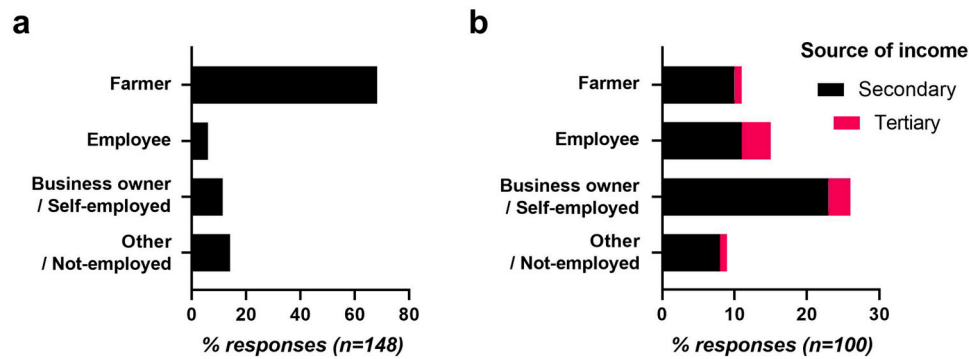 a
Farmer
Employee
Business owner
/ Self-employed
Other
/ Not-employed
0 20 40 60 80
% responses (n=148)
b
Source of income
Secondary
Tertiary
Farmer
Employee
Business owner
/ Self-employed
Other
/ Not-employed
0 10 20 30
% responses (n=100)